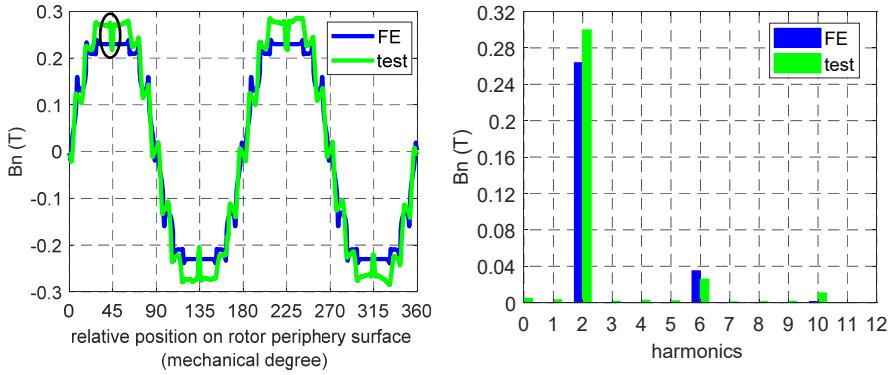 0.3
0.2
0.1
0
-0.1
-0.2
-0.3
Bn (T)
FE
test
0 45 90 135 180 225 270 315 360
relative position on rotor periphery surface
(mechanical degree)
0.32
0.28
0.24
0.2
0.16
0.12
0.08
0.04
0
Bn (T)
FE
test
0 1 2 3 4 5 6 7 8 9 10 11 12
harmonics